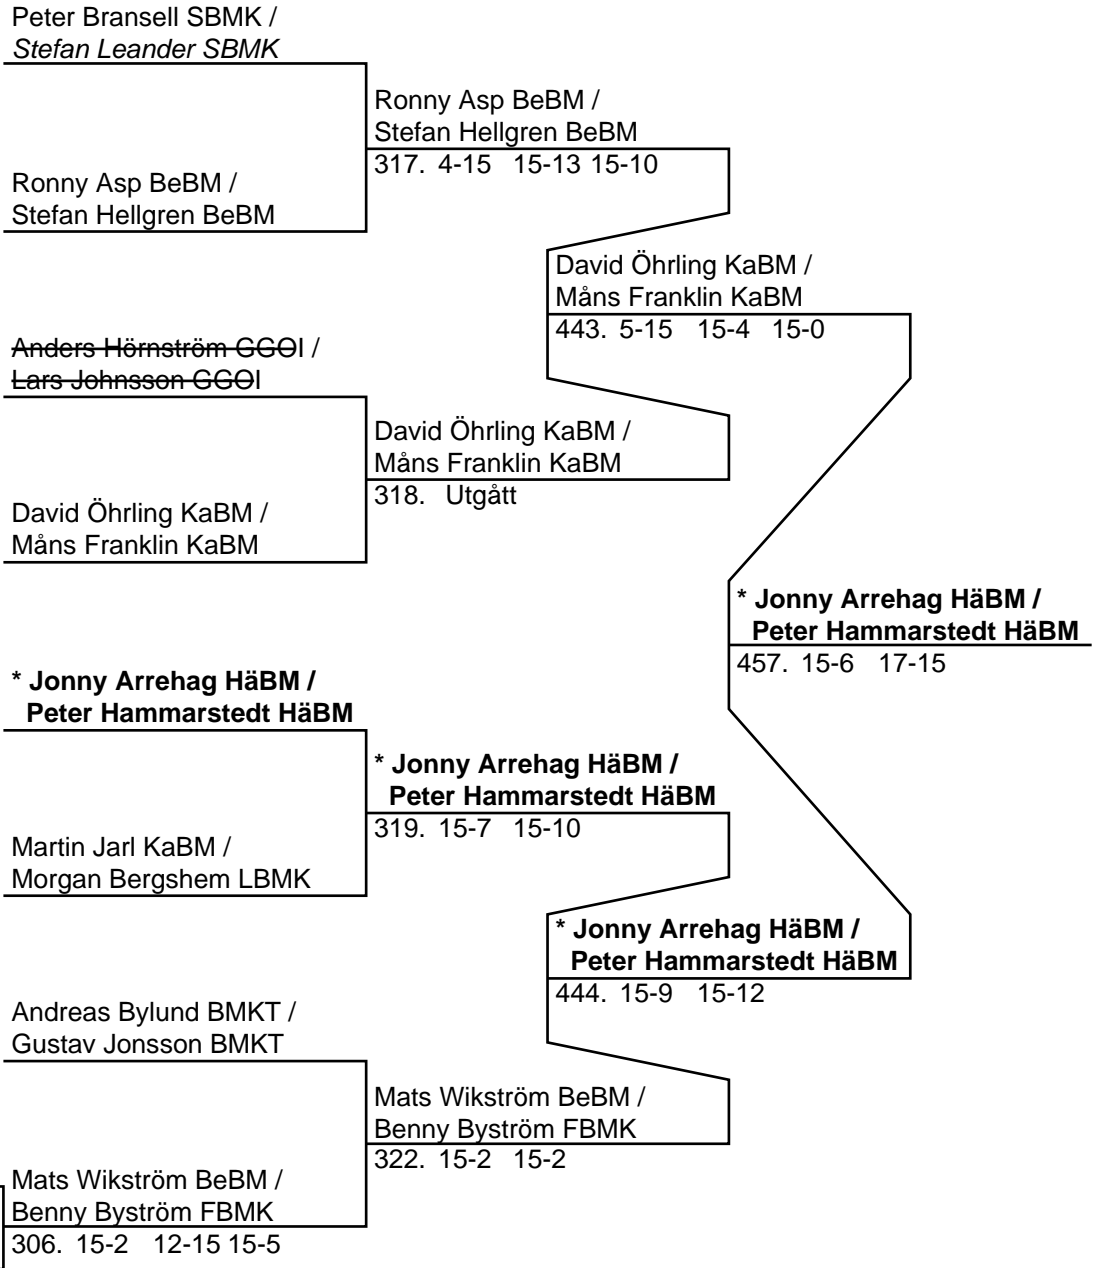 Peter Bransell SBMK /
Stefan Leander SBMK
Ronny Asp BeBM /
Stefan Hellgren BeBM
317. 4-15 15-13 15-10
Ronny Asp BeBM /
Stefan Hellgren BeBM
David Öhrling KaBM /
Måns Franklin KaBM
443. 5-15 15-4 15-0
Anders Hörnström GGOI /
Lars Johnsson GGOI
David Öhrling KaBM /
Måns Franklin KaBM
318. Utgått
David Öhrling KaBM /
Måns Franklin KaBM
* Jonny Arrehag HäBM /
Peter Hammarstedt HäBM
457. 15-6 17-15
* Jonny Arrehag HäBM /
Peter Hammarstedt HäBM
* Jonny Arrehag HäBM /
Peter Hammarstedt HäBM
319. 15-7 15-10
Martin Jarl KaBM /
Morgan Bergshem LBMK
* Jonny Arrehag HäBM /
Peter Hammarstedt HäBM
444. 15-9 15-12
Andreas Bylund BMKT /
Gustav Jonsson BMKT
Mats Wikström BeBM /
Benny Byström FBMK
322. 15-2 15-2
Mats Wikström BeBM /
Benny Byström FBMK
306. 15-2 12-15 15-5